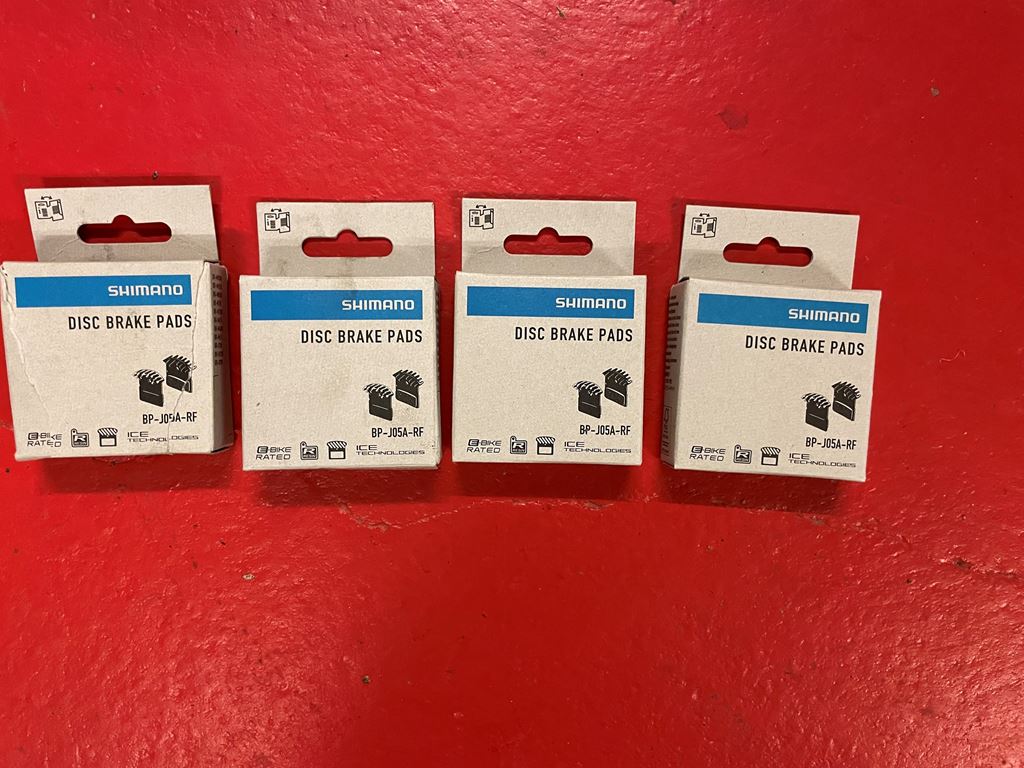 SHIMANO
DISC BRAKE PADS
BP-J05A-RF
E-BIKE RATED
ICE TECHNOLOGIES
SHIMANO
DISC BRAKE PADS
BP-J05A-RF
E-BIKE RATED
R
ICE TECHNOLOGIES
SHIMANO
DISC BRAKE PADS
BP-J05A-RF
E-BIKE RATED
R
ICE TECHNOLOGIES
SHIMANO
DISC BRAKE PADS
BP-J05A-RF
E-BIKE RATED
R
ICE TECHNOLOGIES